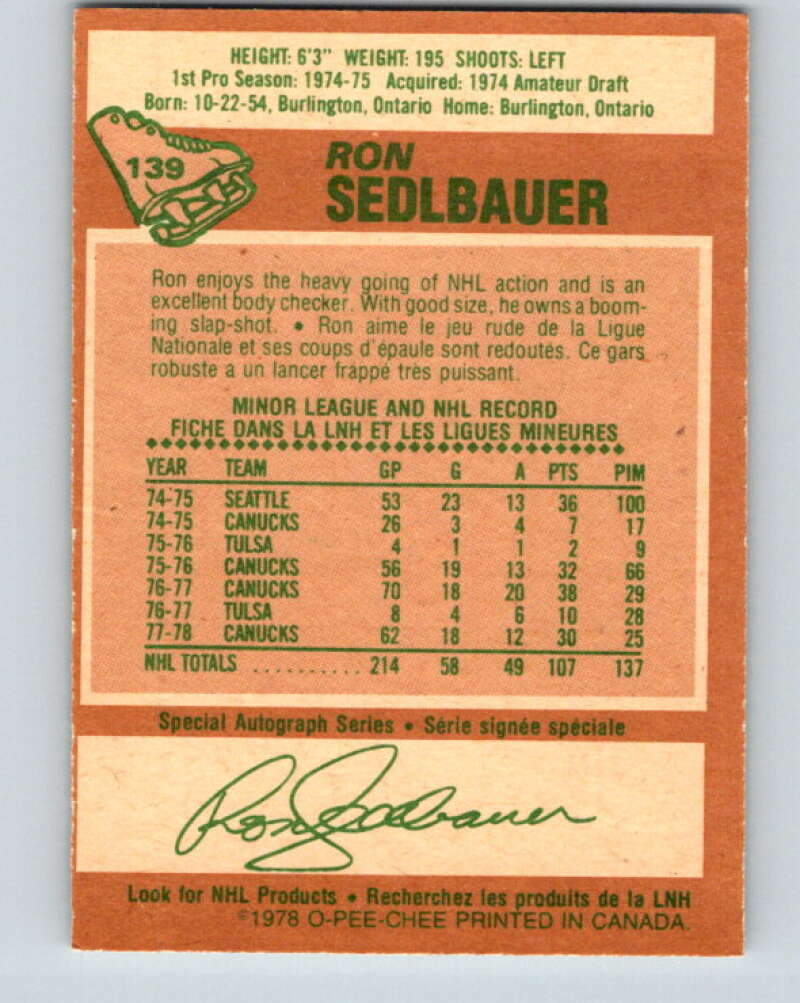 HEIGHT: 6'3" WEIGHT: 195 SHOOTS: LEFT
1st Pro Season: 1974-75 Acquired: 1974 Amateur Draft
Born: 10-22-54, Burlington, Ontario Home: Burlington, Ontario
139
RON
SEDLBAUER
Ron enjoys the heavy going of NHL action and is an
excellent body checker. With good size, he owns a boom-
ing slap-shot. • Ron aime le jeu rude de la Ligue
Nationale et ses coups d'épaule sont redoutés. Ce gars
robuste a un lancer frappé très puissant.
MINOR LEAGUE AND NHL RECORD
FICHE DANS LA LNH ET LES LIGUES MINEURES
YEAR TEAM GP G A PTS PIM
74-75 SEATTLE 53 23 13 36 100
74-75 CANUCKS 26 3 4 7 17
75-76 TULSA 4 1 1 2 9
75-76 CANUCKS 56 19 13 32 66
76-77 CANUCKS 70 18 20 38 29
76-77 TULSA 8 4 6 10 28
77-78 CANUCKS 62 18 12 30 25
NHL TOTALS .......... 214 58 49 107 137
Special Autograph Series • Série signée spéciale
Ron Sedlbauer
Look for NHL Products • Recherchez les produits de la LNH
©1978 O-PEE-CHEE PRINTED IN CANADA.